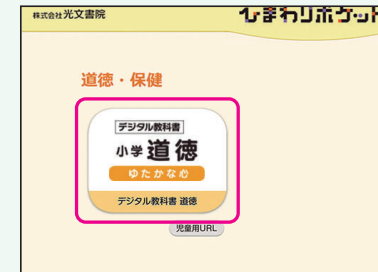 株式会社光文書院
ひまわりポケット
道徳・保健
デジタル教科書
小学道徳
ゆたかな心
デジタル教科書 道徳
児童用URL